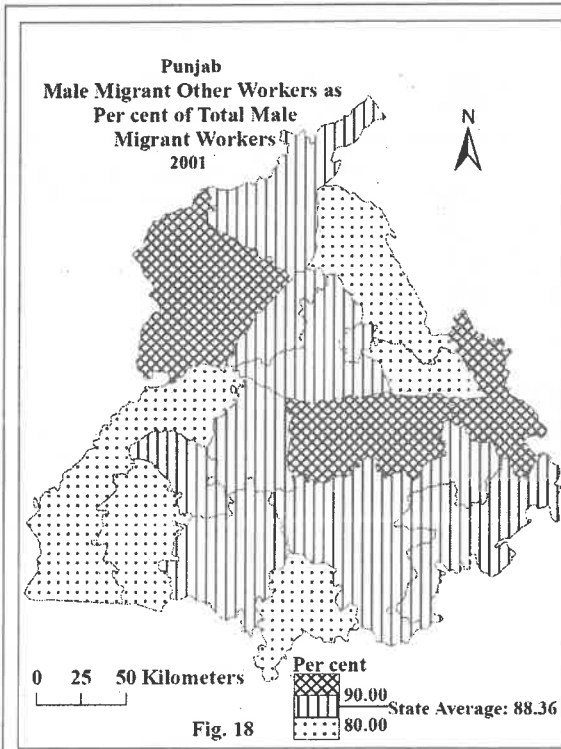 Punjab
Male Migrant Other Workers as
Per cent of Total Male
Migrant Workers
2001
N
0 25 50 Kilometers
Per cent
90.00
State Average: 88.36
80.00
Fig. 18